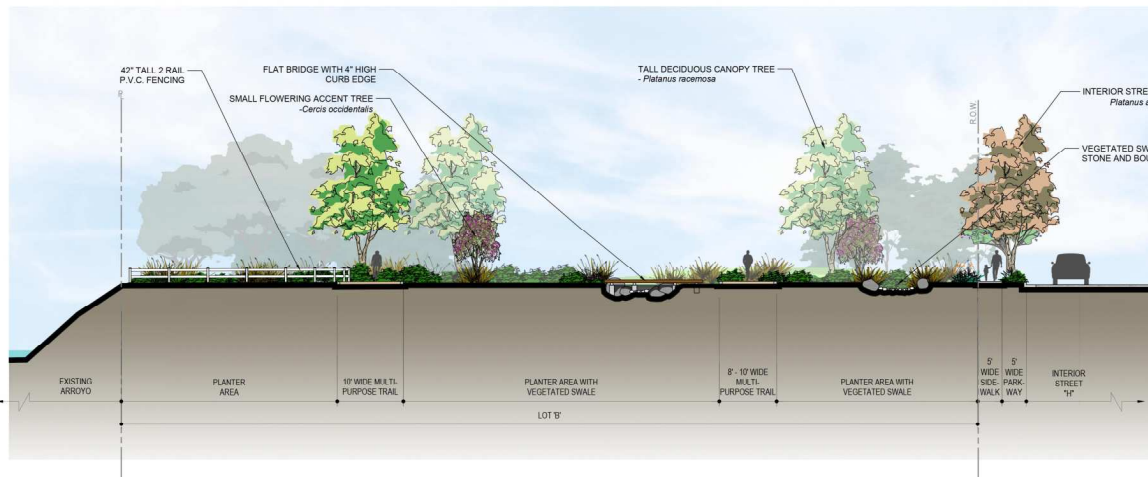 42" TALL 2 RAIL
P.V.C. FENCING
FLAT BRIDGE WITH 4" HIGH
CURB EDGE
SMALL FLOWERING ACCENT TREE
-Cercis occidentalis
TALL DECIDUOUS CANOPY TREE
- Platanus racemosa
INTERIOR STRE
Platanus a
VEGETATED SW
STONE AND BOU
R.O.W.
EXISTING
ARROYO
PLANTER
AREA
10' WIDE MULTI-
PURPOSE TRAIL
PLANTER AREA WITH
VEGETATED SWALE
8' - 10' WIDE
MULTI-
PURPOSE TRAIL
PLANTER AREA WITH
VEGETATED SWALE
5'
WIDE
SIDE-
WALK
5'
WIDE
PARK-
WAY
INTERIOR
STREET
"H"
LOT 'B'